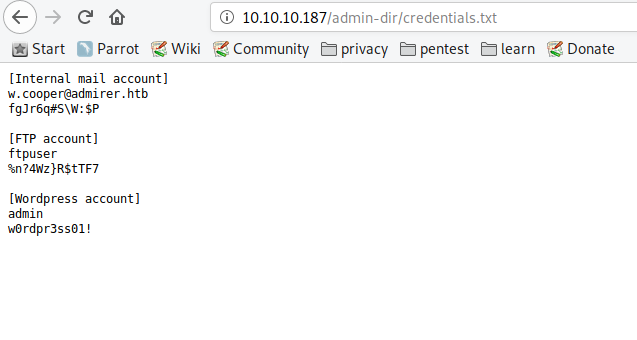 10.10.10.187/admin-dir/credentials.txt
Start Parrot Wiki Community privacy pentest learn Donate
[Internal mail account]
w.cooper@admirer.htb
fgJr6q#S\W:$P
[FTP account]
ftpuser
%n?4Wz}R$tTF7
[Wordpress account]
admin
w0rdpr3ss01!